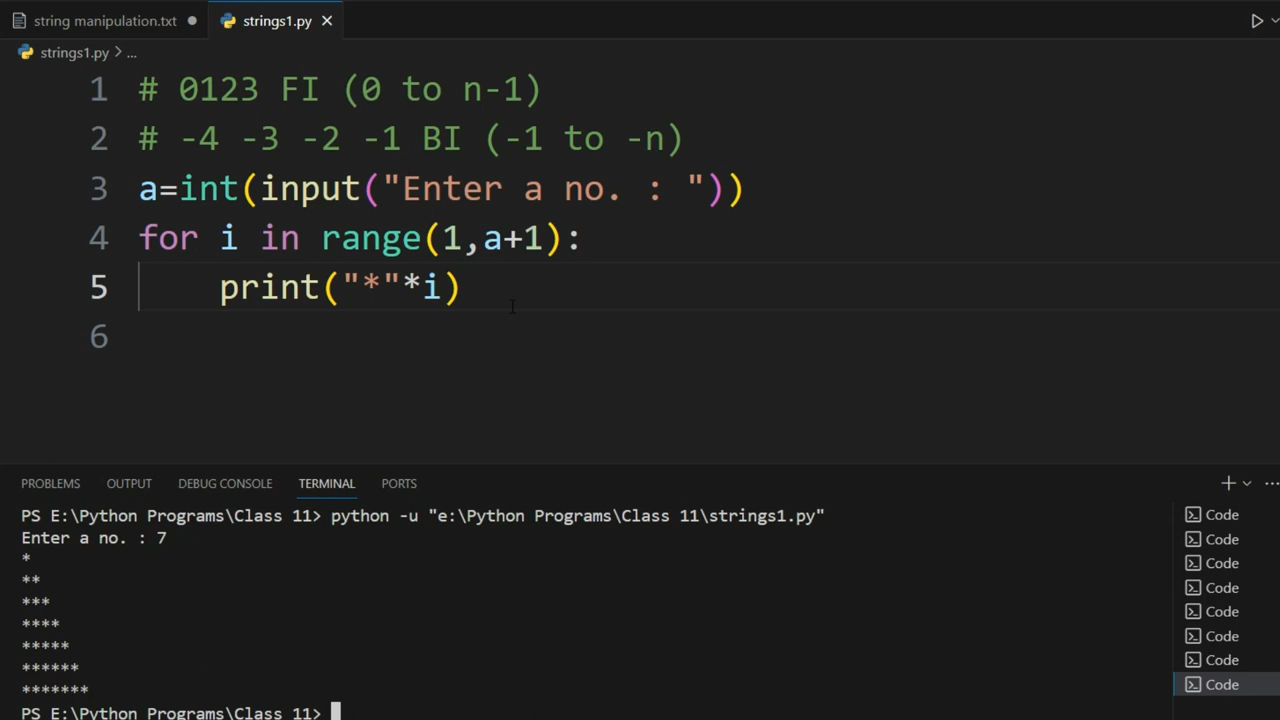 string manipulation.txt
strings1.py
strings1.py > ...
1 # 0123 FI (0 to n-1)
2 # -4 -3 -2 -1 BI (-1 to -n)
3 a=int(input("Enter a no. : "))
4 for i in range(1,a+1):
5 print("*"*i)
6
PROBLEMS OUTPUT DEBUG CONSOLE TERMINAL PORTS
PS E:\Python Programs\Class 11> python -u "e:\Python Programs\Class 11\strings1.py"
Enter a no. : 7
*
**
***
****
*****
******
*******
PS E:\Python Programs\Class 11>
Code
Code
Code
Code
Code
Code
Code
Code